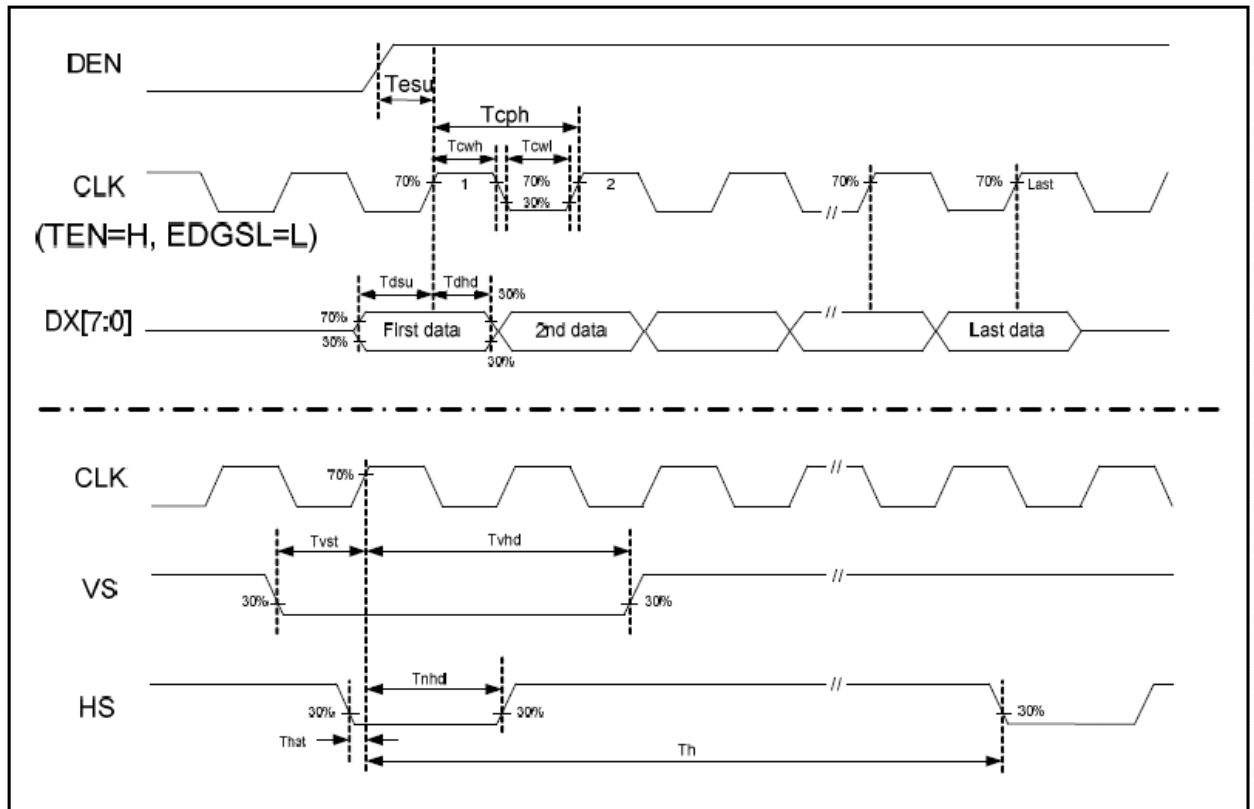 DEN
Tesu
Tcph
Tcwh Tcwl
CLK 70% 1 70% 2 70% 70% Last
30%
(TEN=H, EDGSL=L) //
Tdsu Tdhd
30%
DX[7:0] 70% First data 2nd data // Last data
30% 30%
CLK 70% //
Tvst Tvhd
VS 30% 30% //
Tnhd
HS 30% 30% // 30%
That
Th